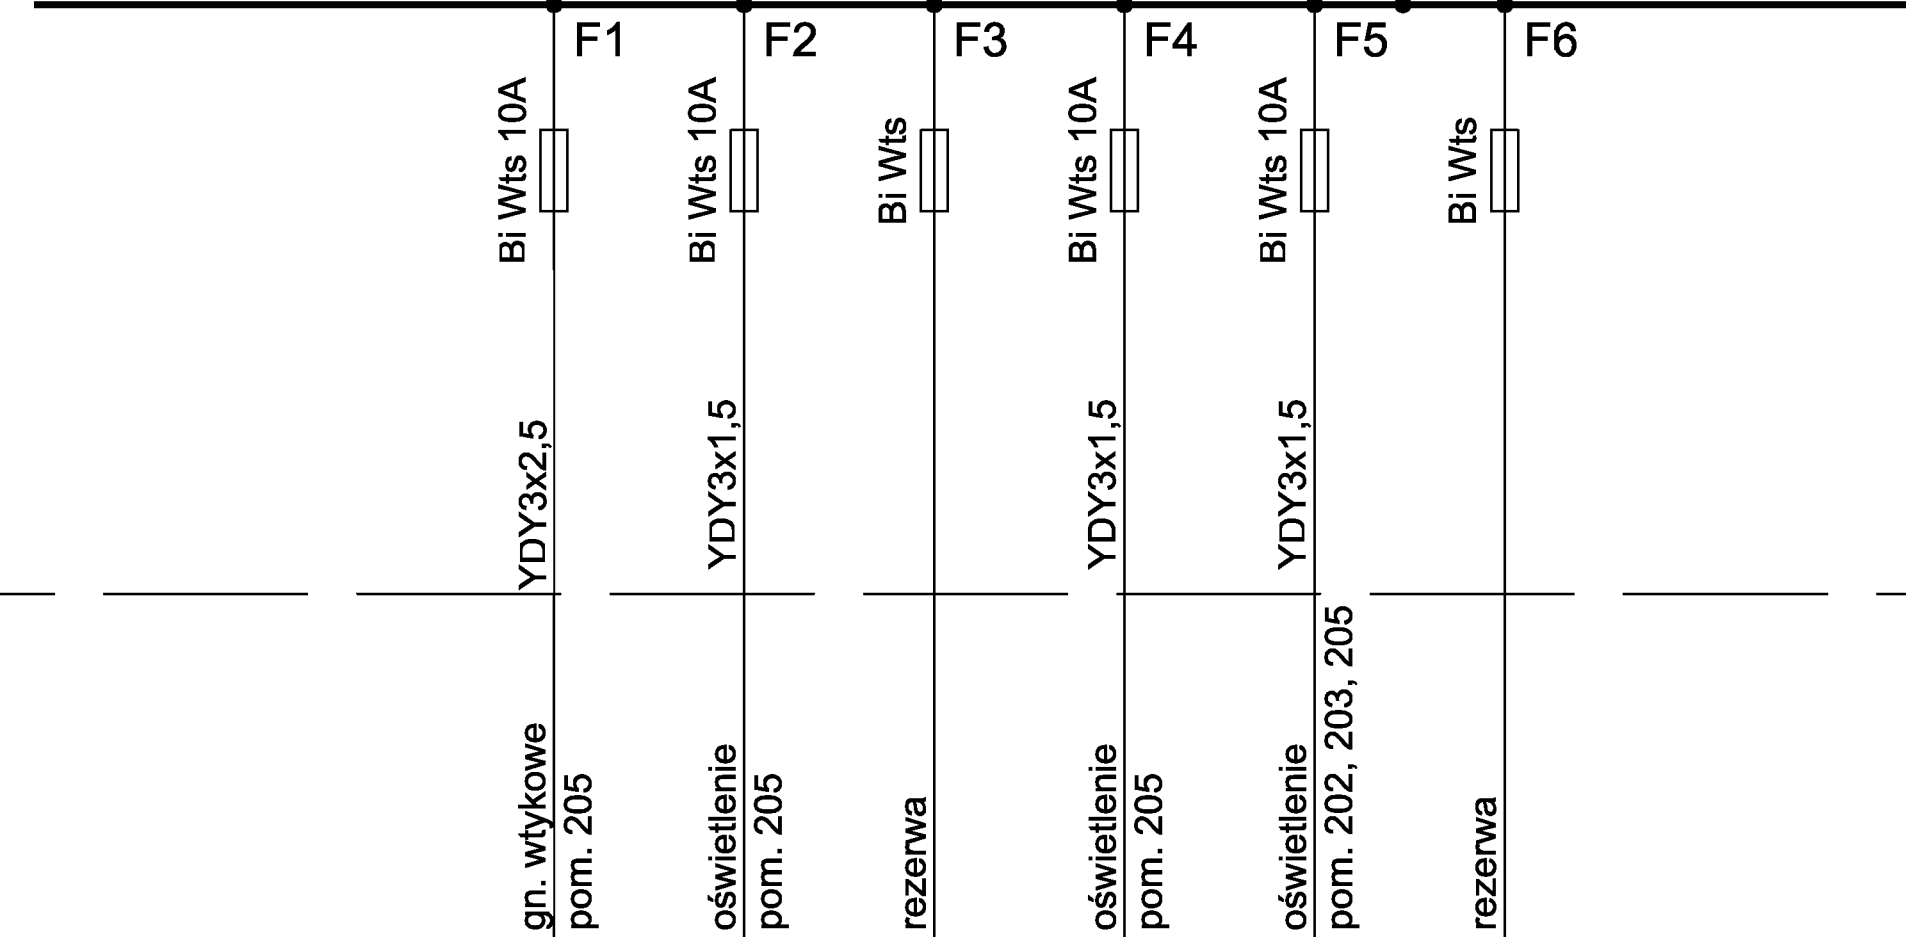 F1
F2
F3
F4
F5
F6
Bi Wts 10A
Bi Wts 10A
Bi Wts
Bi Wts 10A
Bi Wts 10A
Bi Wts
YDY3x2,5
YDY3x1,5
YDY3x1,5
YDY3x1,5
gn. wtykowe
pom. 205
oświetlenie
pom. 205
rezerwa
oświetlenie
pom. 205
oświetlenie
pom. 202, 203, 205
rezerwa